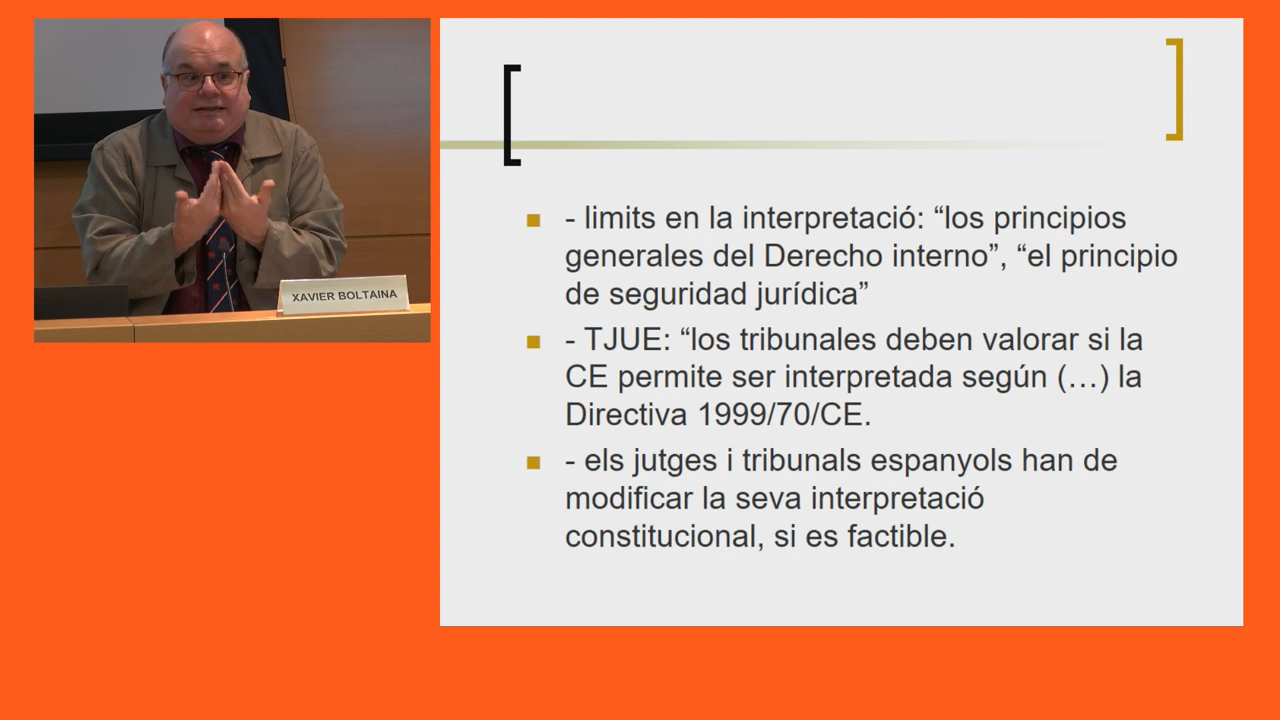 XAVIER BOLTAINA
- limits en la interpretació: “los principios
generales del Derecho interno”, “el principio
de seguridad jurídica”
- TJUE: “los tribunales deben valorar si la
CE permite ser interpretada según (…) la
Directiva 1999/70/CE.
- els jutges i tribunals espanyols han de
modificar la seva interpretació
constitucional, si es factible.